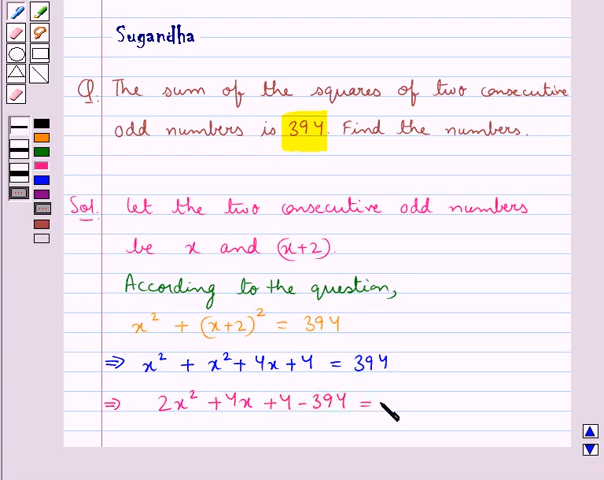 Sugandha
Q. The sum of the squares of two consecutive
odd numbers is 394. Find the numbers.
Sol. let the two consecutive odd numbers
be x and (x+2).
According to the question,
x² + (x+2)² = 394
⇒ x² + x² + 4x + 4 = 394
⇒ 2x² + 4x + 4 - 394 =